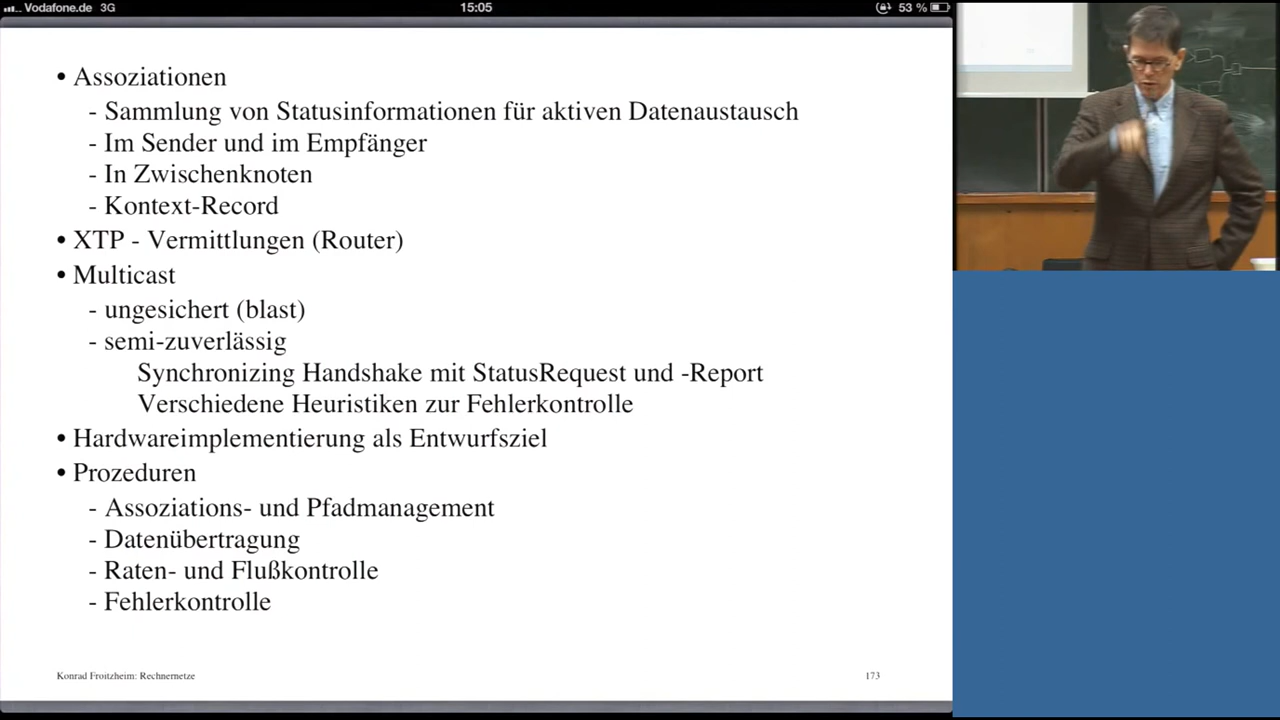 Vodafone.de 3G 15:05 53 %
• Assoziationen
- Sammlung von Statusinformationen für aktiven Datenaustausch
- Im Sender und im Empfänger
- In Zwischenknoten
- Kontext-Record
• XTP - Vermittlungen (Router)
• Multicast
- ungesichert (blast)
- semi-zuverlässig
Synchronizing Handshake mit StatusRequest und -Report
Verschiedene Heuristiken zur Fehlerkontrolle
• Hardwareimplementierung als Entwurfsziel
• Prozeduren
- Assoziations- und Pfadmanagement
- Datenübertragung
- Raten- und Flußkontrolle
- Fehlerkontrolle
Konrad Froitzheim: Rechnernetze 173